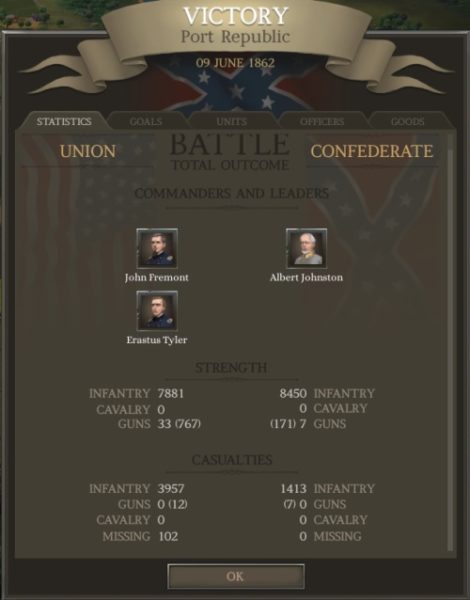 VICTORY
Port Republic
09 JUNE 1862
STATISTICS GOALS UNITS OFFICERS GOODS
BATTLE
UNION TOTAL OUTCOME CONFEDERATE
COMMANDERS AND LEADERS
John Fremont Albert Johnston
Erastus Tyler
STRENGTH
INFANTRY 7881 8450 INFANTRY
CAVALRY 0 0 CAVALRY
GUNS 33 (767) (171) 7 GUNS
CASUALTIES
INFANTRY 3957 1413 INFANTRY
GUNS 0 (12) (7) 0 GUNS
CAVALRY 0 0 CAVALRY
MISSING 102 0 MISSING
OK